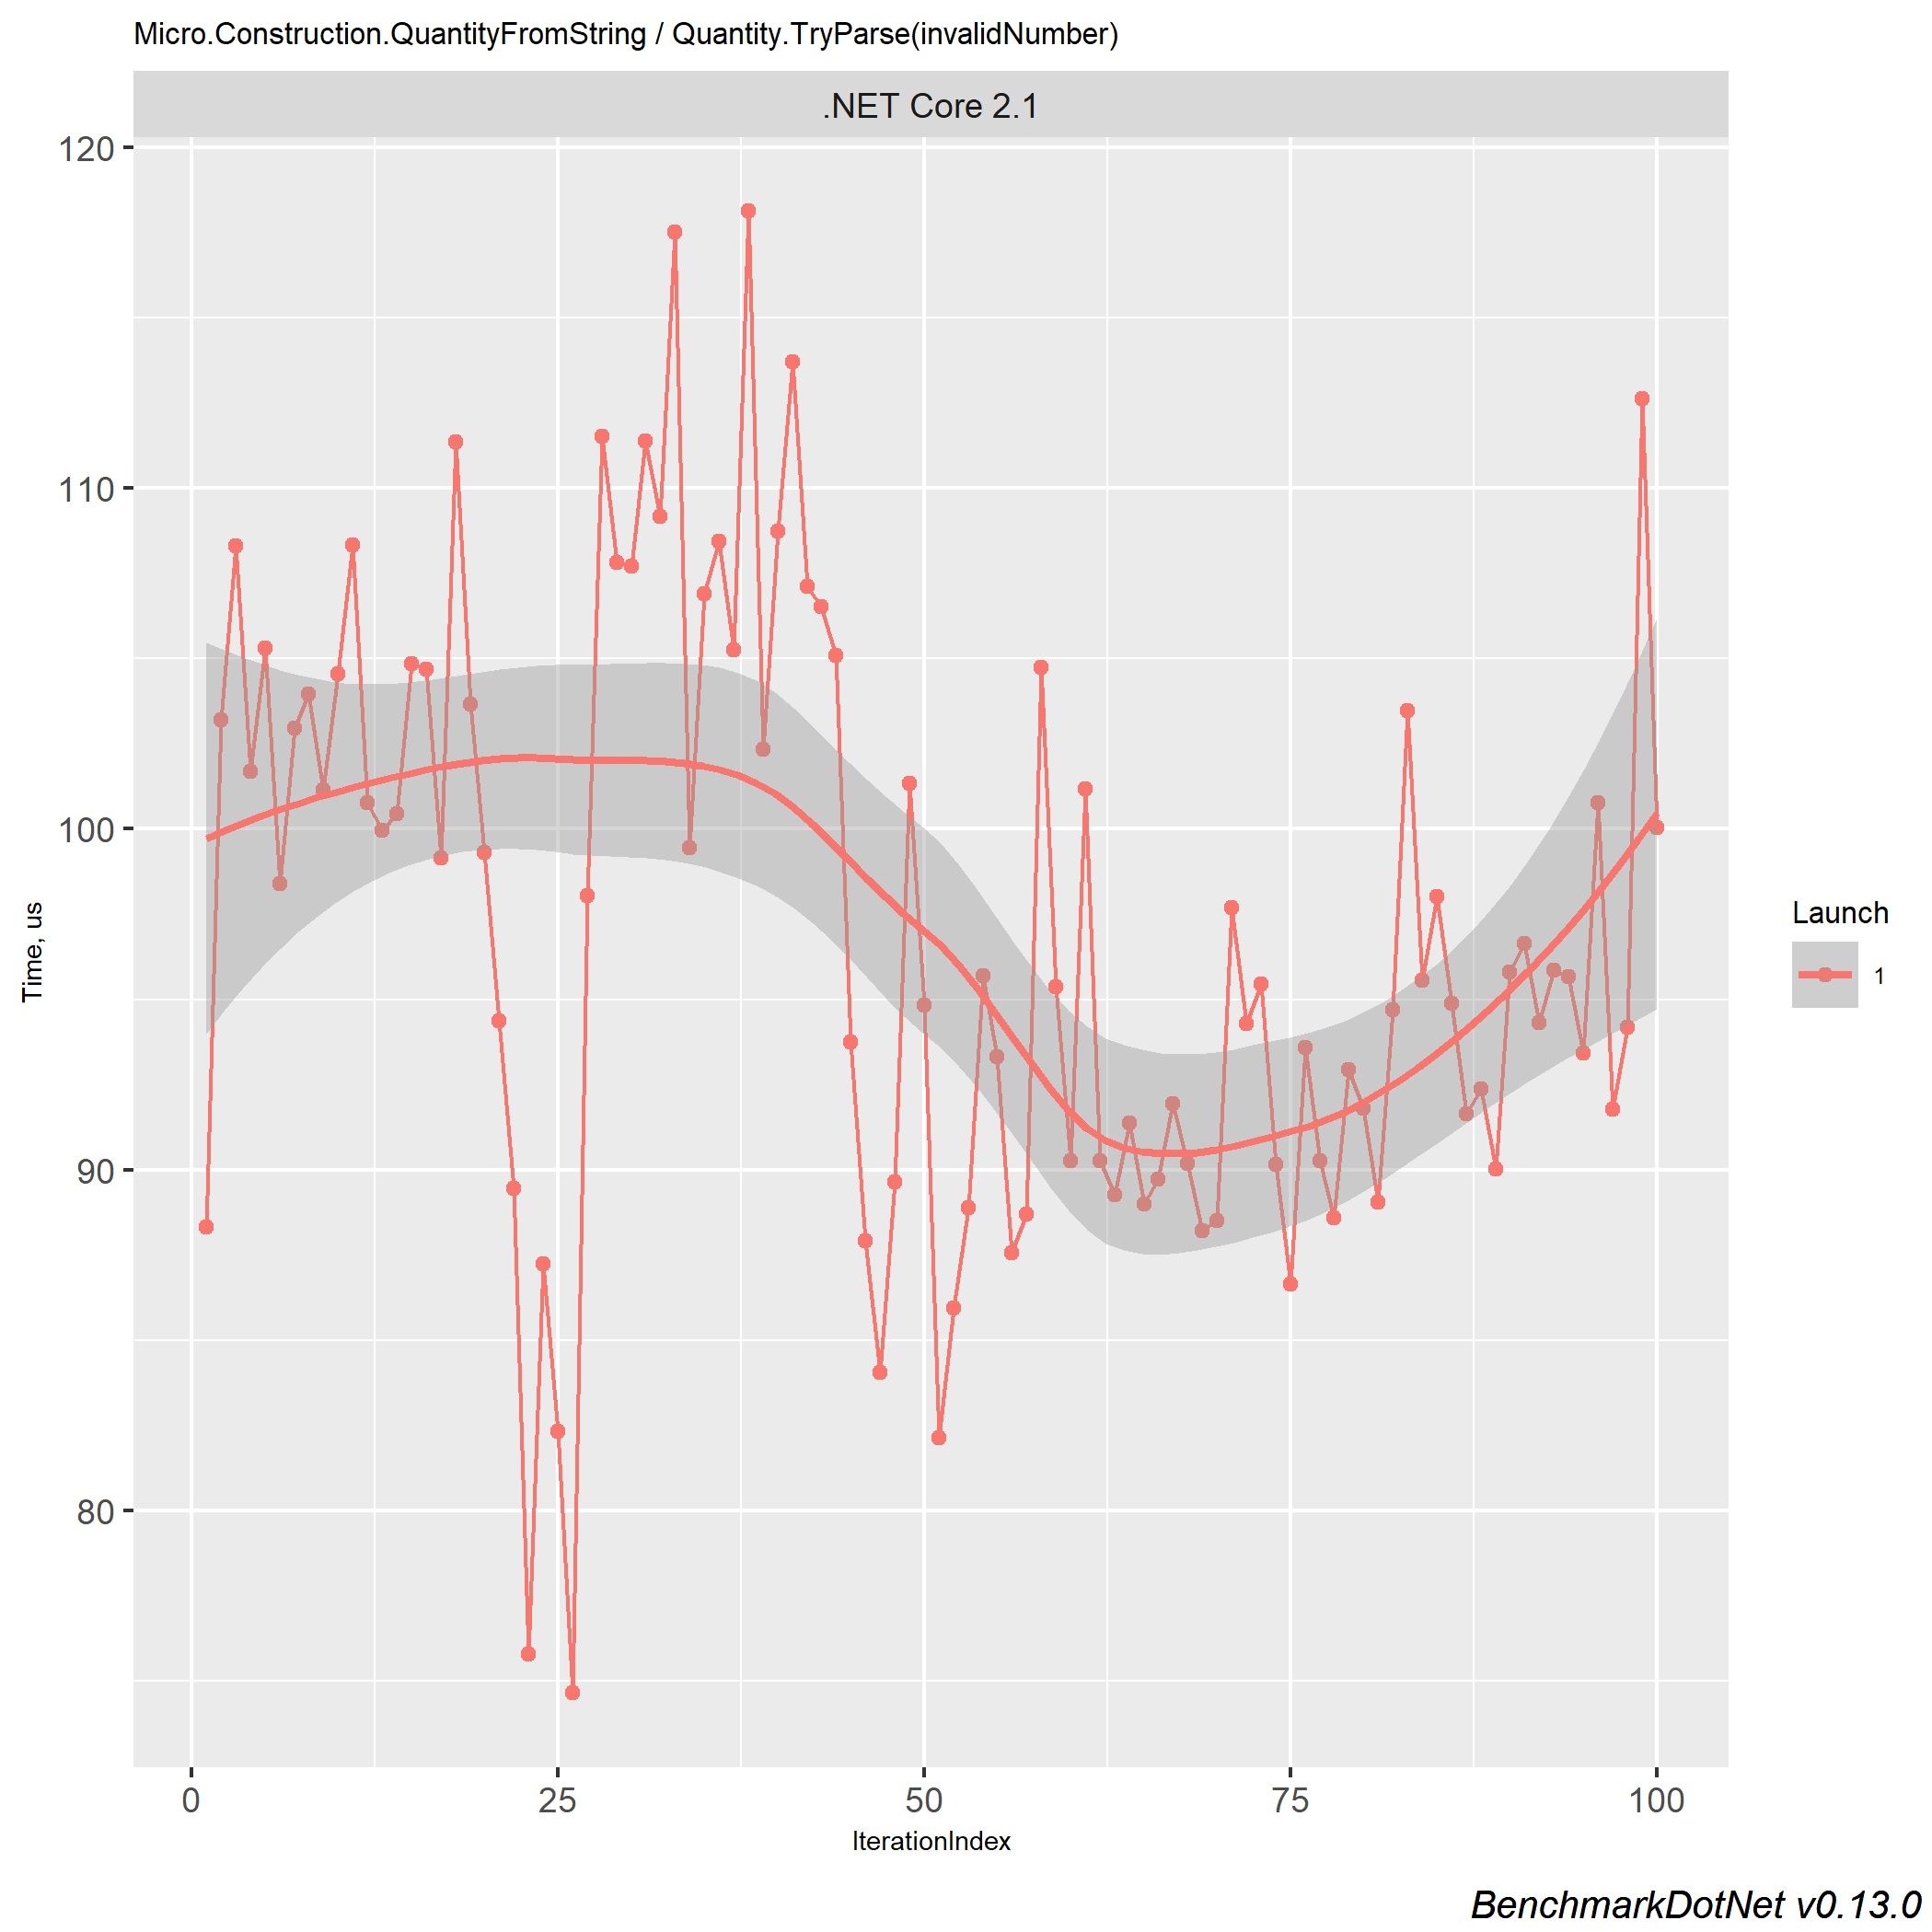 Micro.Construction.QuantityFromString / Quantity.TryParse(invalidNumber)
.NET Core 2.1
120
110
100
90
80
Time, us
0 25 50 75 100
IterationIndex
Launch
1
BenchmarkDotNet v0.13.0